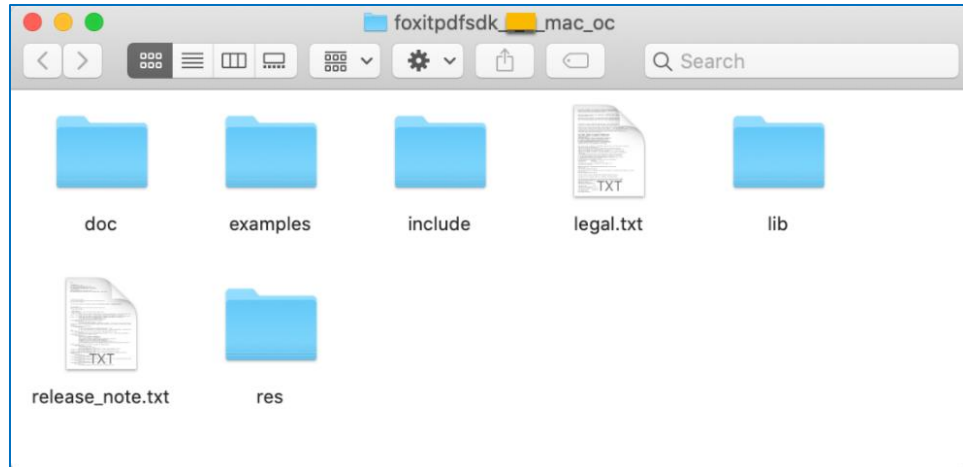 foxitpdfsdk_ _mac_oc
Search
TXT
doc
examples
include
legal.txt
lib
TXT
release_note.txt
res